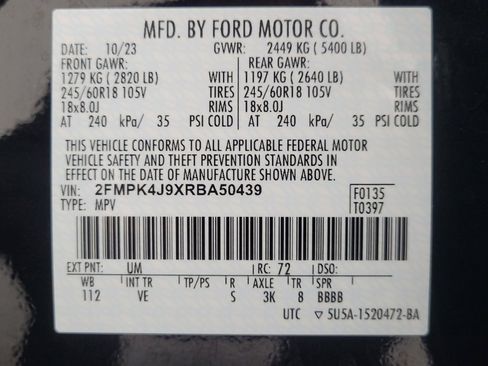 MFD. BY FORD MOTOR CO.
DATE: 10/23 GVWR: 2449 KG ( 5400 LB)
FRONT GAWR: REAR GAWR:
1279 KG ( 2820 LB) WITH 1197 KG ( 2640 LB) WITH
245/60R18 105V TIRES 245/60R18 105V TIRES
18x8.0J RIMS 18x8.0J RIMS
AT 240 kPa/ 35 PSI COLD AT 240 kPa/ 35 PSI COLD
THIS VEHICLE CONFORMS TO ALL APPLICABLE FEDERAL MOTOR
VEHICLE SAFETY AND THEFT PREVENTION STANDARDS IN
EFFECT ON THE DATE OF MANUFACTURE SHOWN ABOVE.
VIN: 2FMPK4J9XRBA50439 F0135
TYPE: MPV T0397
EXT PNT: UM RC: 72 DSO:
WB INT TR TP/PS R AXLE TR SPR
112 VE S 3K 8 BBBB
UTC ▽ 5U5A-1520472-BA